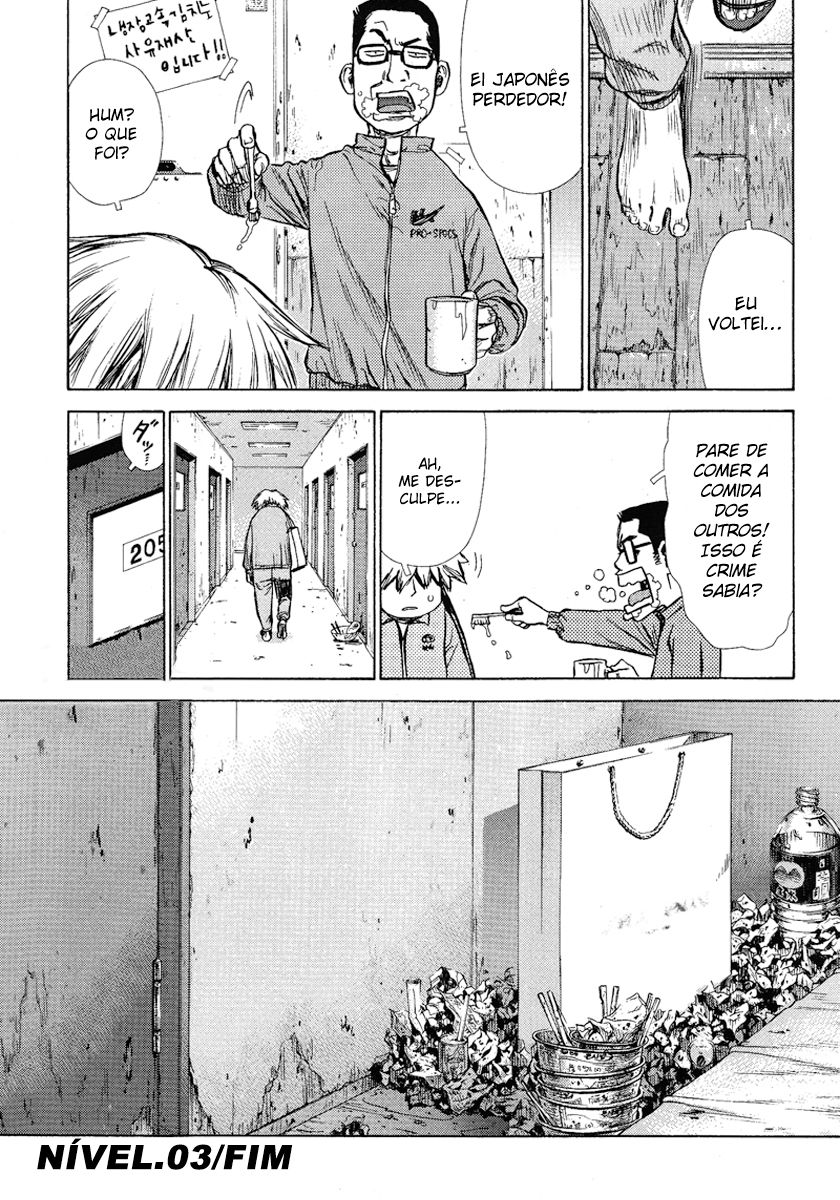 EU
VOLTEI...
EI JAPONÊS
PERDEDOR!
냉장고속 김치는
사유재산
입니다!!
HUM?
O QUE
FOI?
PRO-SPECS
PARE DE
COMER A
COMIDA
DOS
OUTROS!
ISSO É
CRIME
SABIA?
AH,
ME DES-
CULPE...
ダッ...
205
NÍVEL.03/FIM